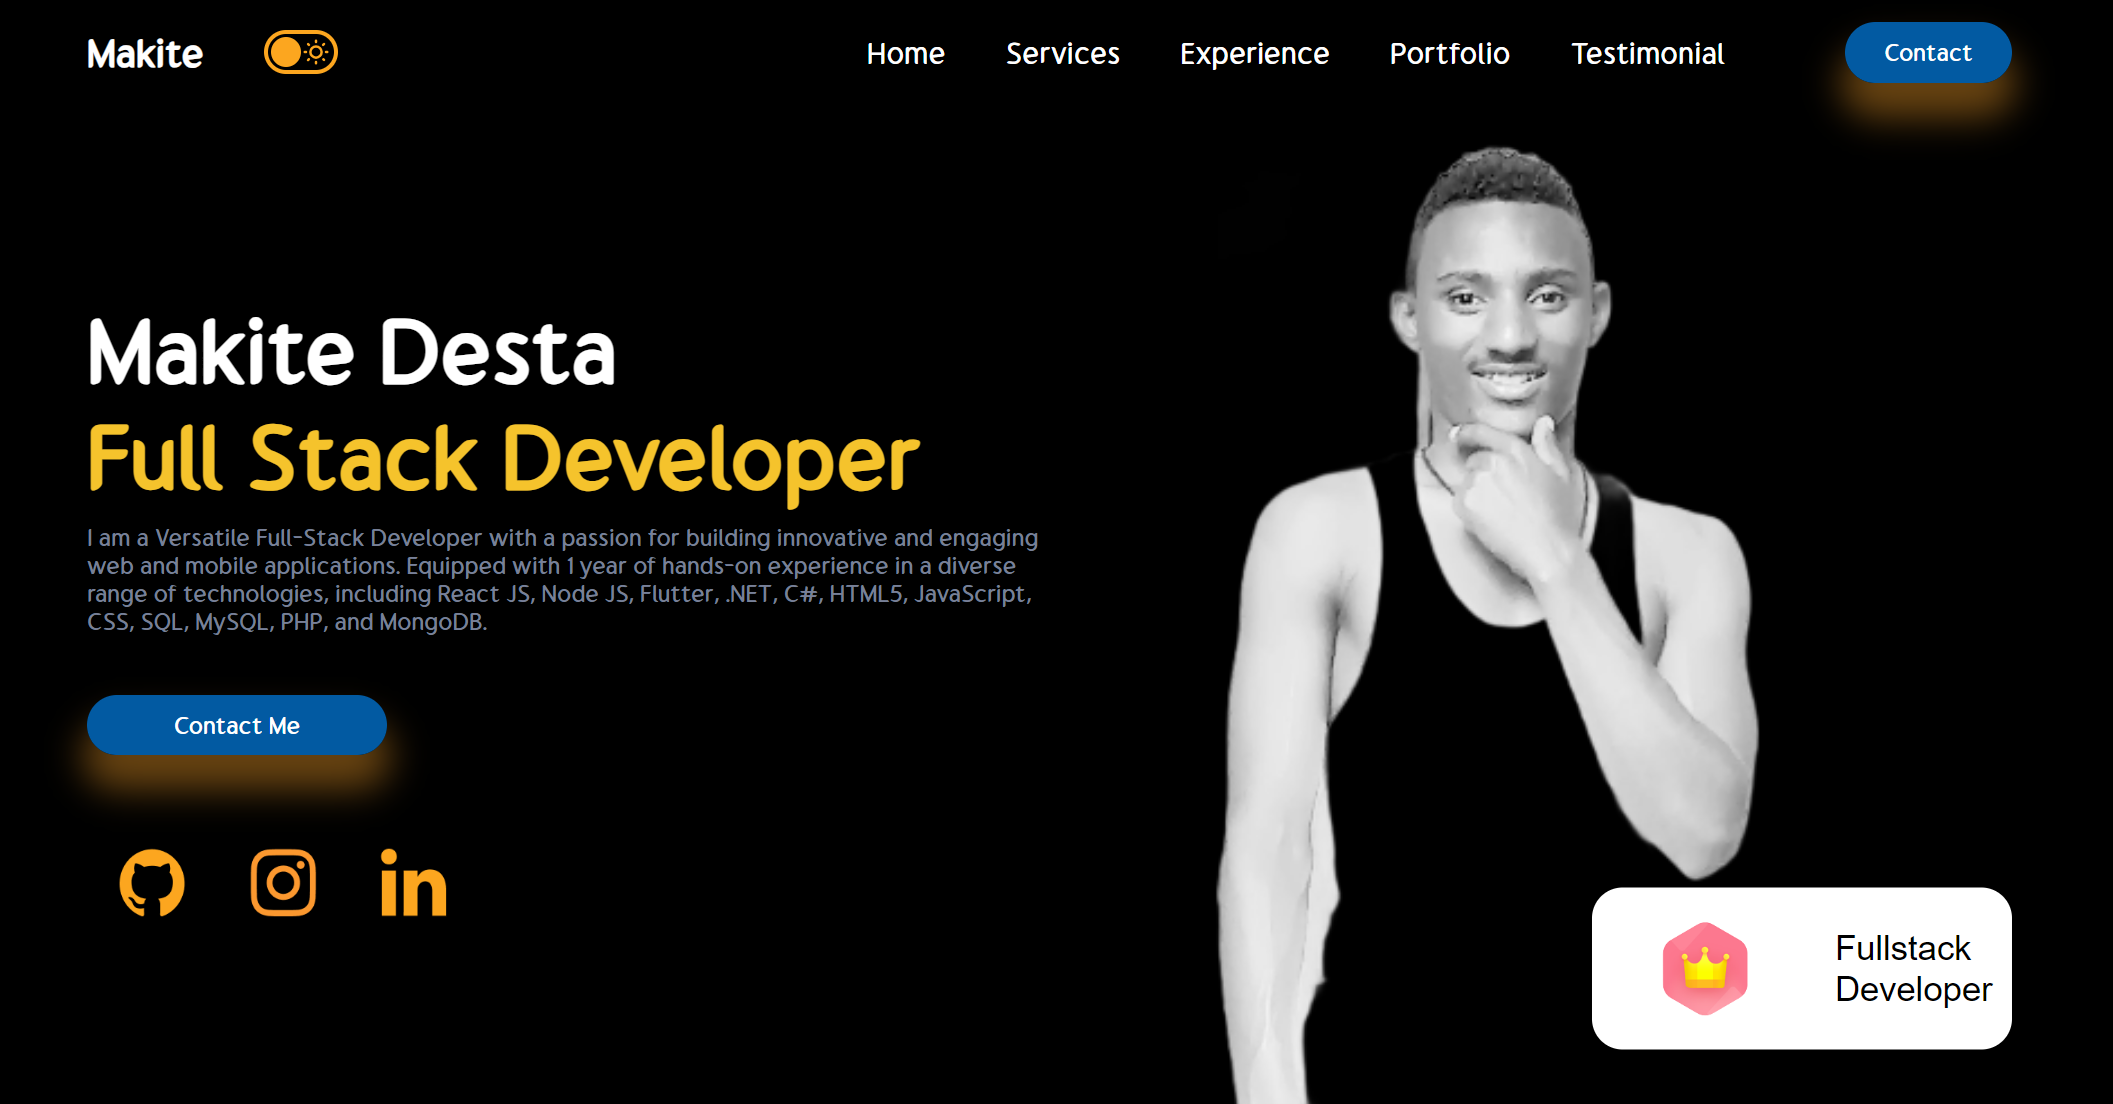 Makite
Home
Services
Experience
Portfolio
Testimonial
Contact
Makite Desta
Full Stack Developer
I am a Versatile Full-Stack Developer with a passion for building innovative and engaging
web and mobile applications. Equipped with 1 year of hands-on experience in a diverse
range of technologies, including React JS, Node JS, Flutter, .NET, C#, HTML5, JavaScript,
CSS, SQL, MySQL, PHP, and MongoDB.
Contact Me
in
Fullstack
Developer